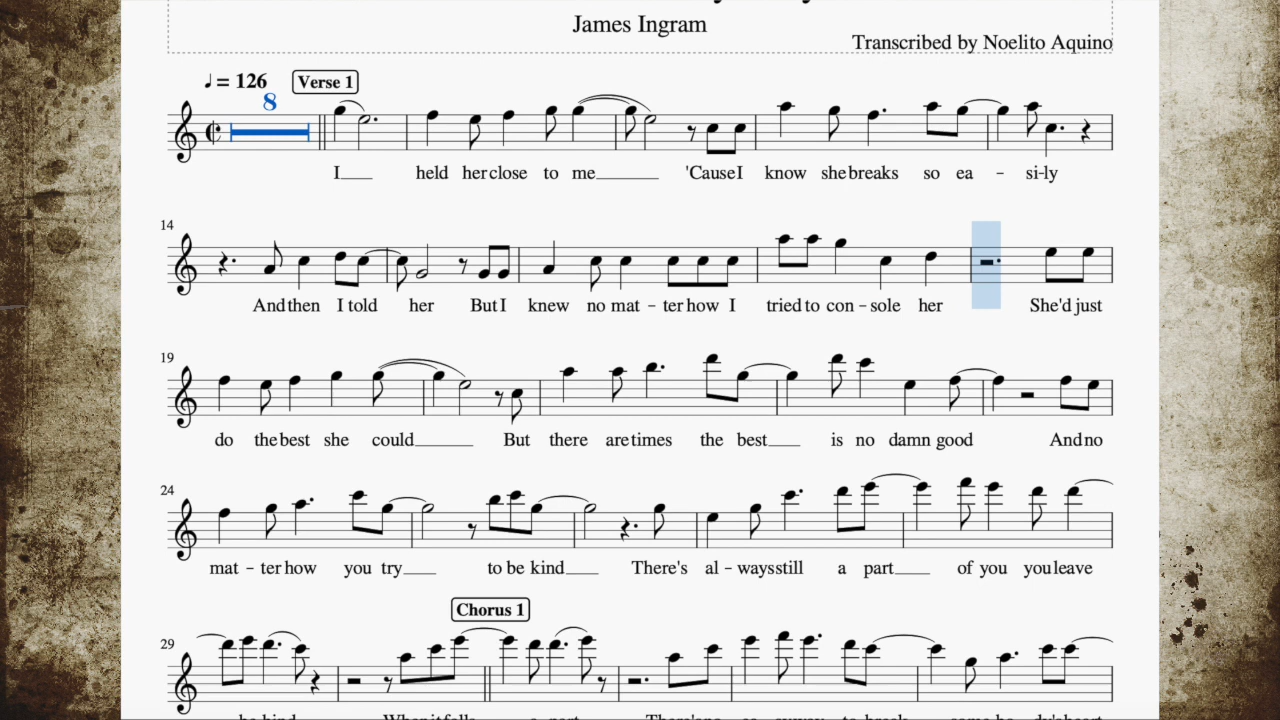 James Ingram
Transcribed by Noelito Aquino
♩ = 126 Verse 1
8
I held her close to me 'Cause I know she breaks so ea - si-ly
14
And then I told her But I knew no mat - ter how I tried to con - sole her She'd just
19
do the best she could But there are times the best is no damn good And no
24
mat - ter how you try to be kind There's al - ways still a part of you you leave
Chorus 1
29